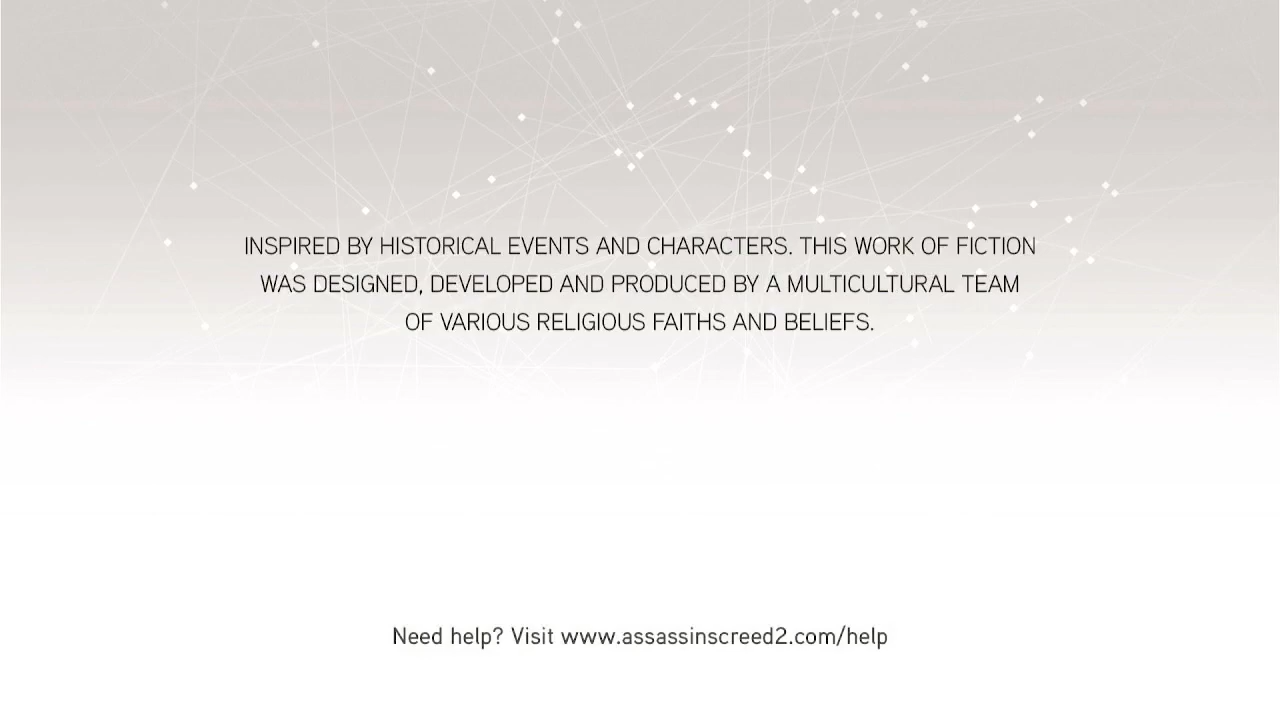 INSPIRED BY HISTORICAL EVENTS AND CHARACTERS. THIS WORK OF FICTION
WAS DESIGNED, DEVELOPED AND PRODUCED BY A MULTICULTURAL TEAM
OF VARIOUS RELIGIOUS FAITHS AND BELIEFS.
Need help? Visit www.assassinscreed2.com/help